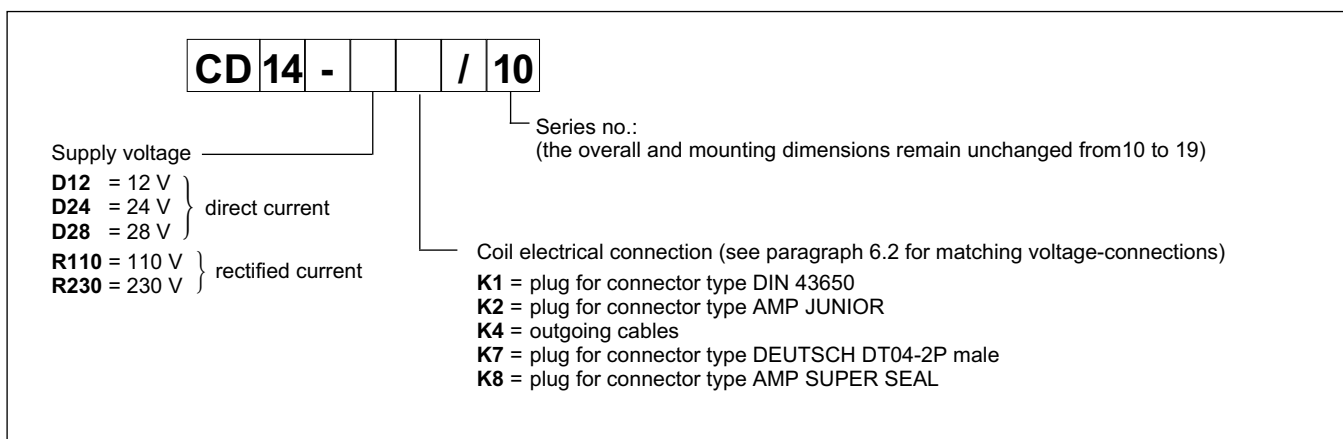 CD 14 - / 10
Series no.:
(the overall and mounting dimensions remain unchanged from10 to 19)
Supply voltage
D12 = 12 V
D24 = 24 V
D28 = 28 V
direct current
R110 = 110 V
R230 = 230 V
rectified current
Coil electrical connection (see paragraph 6.2 for matching voltage-connections)
K1 = plug for connector type DIN 43650
K2 = plug for connector type AMP JUNIOR
K4 = outgoing cables
K7 = plug for connector type DEUTSCH DT04-2P male
K8 = plug for connector type AMP SUPER SEAL